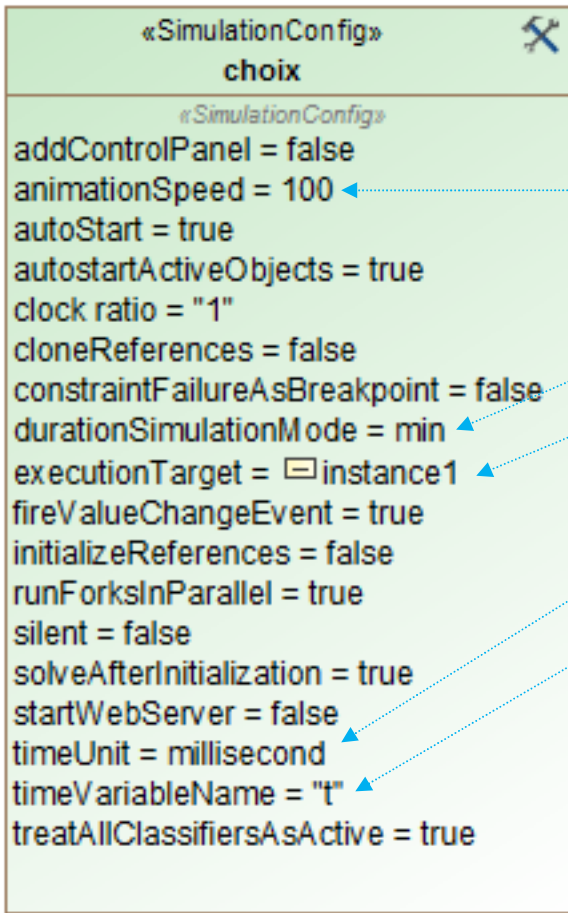 «SimulationConfig»
choix
«SimulationConfig»
addControlPanel = false
animationSpeed = 100
autoStart = true
autostartActiveObjects = true
clock ratio = "1"
cloneReferences = false
constraintFailureAsBreakpoint = false
durationSimulationMode = min
executionTarget = instance1
fireValueChangeEvent = true
initializeReferences = false
runForksInParallel = true
silent = false
solveAfterInitialization = true
startWebServer = false
timeUnit = millisecond
timeVariableName = "t"
treatAllClassifiersAsActive = true